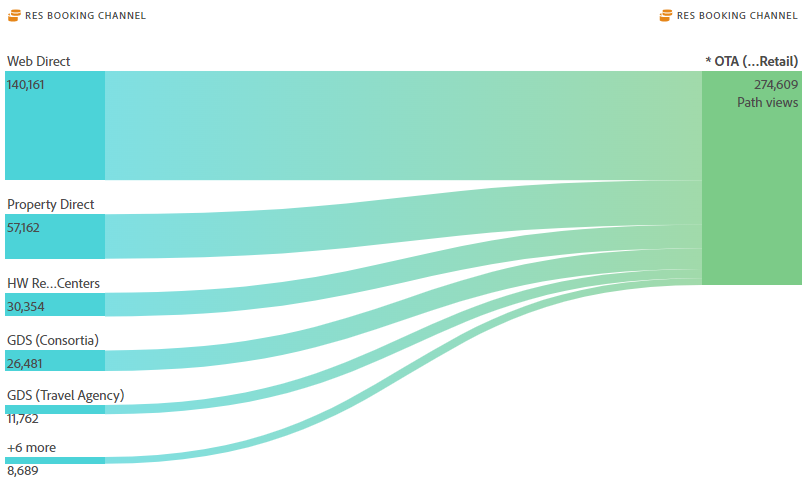 RES BOOKING CHANNEL
RES BOOKING CHANNEL
Web Direct
140,161
* OTA (...Retail)
274,609
Path views
Property Direct
57,162
HW Re...Centers
30,354
GDS (Consortia)
26,481
GDS (Travel Agency)
11,762
+6 more
8,689